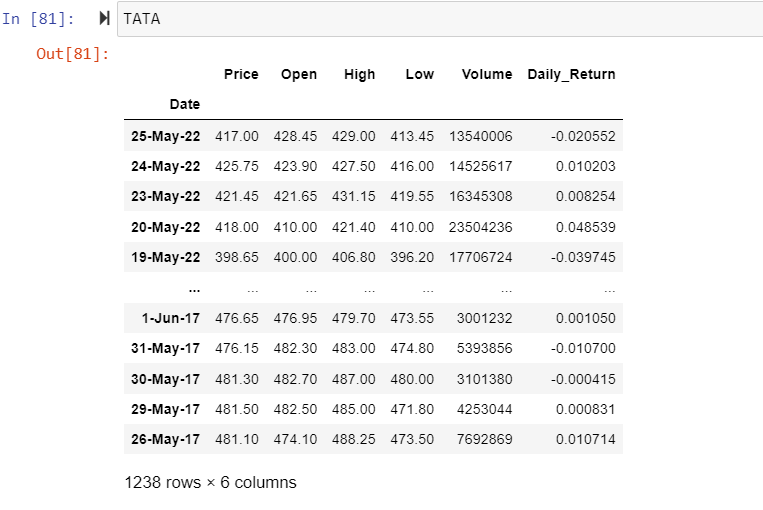 In [81]: TATA
Out[81]:
Price Open High Low Volume Daily_Return
Date
25-May-22 417.00 428.45 429.00 413.45 13540006 -0.020552
24-May-22 425.75 423.90 427.50 416.00 14525617 0.010203
23-May-22 421.45 421.65 431.15 419.55 16345308 0.008254
20-May-22 418.00 410.00 421.40 410.00 23504236 0.048539
19-May-22 398.65 400.00 406.80 396.20 17706724 -0.039745
... ... ... ... ... ... ...
1-Jun-17 476.65 476.95 479.70 473.55 3001232 0.001050
31-May-17 476.15 482.30 483.00 474.80 5393856 -0.010700
30-May-17 481.30 482.70 487.00 480.00 3101380 -0.000415
29-May-17 481.50 482.50 485.00 471.80 4253044 0.000831
26-May-17 481.10 474.10 488.25 473.50 7692869 0.010714
1238 rows × 6 columns